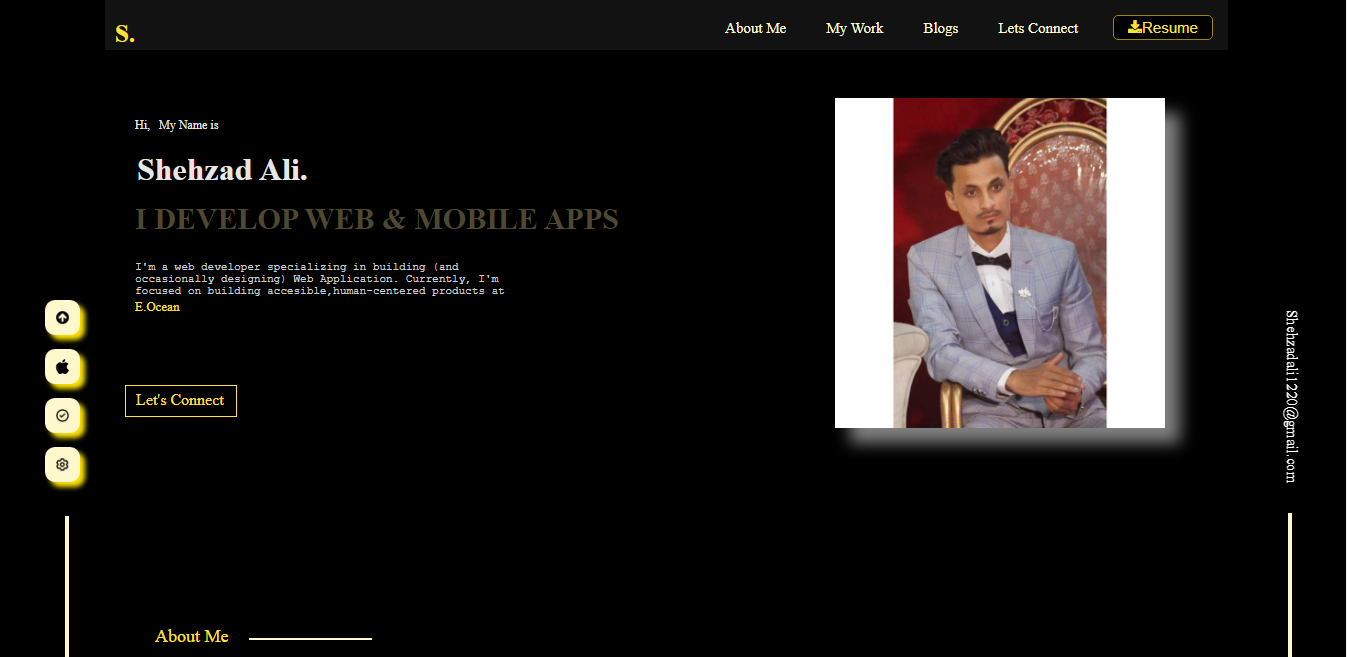 S.
About Me
My Work
Blogs
Lets Connect
Resume
Hi, My Name is
Shehzad Ali.
I DEVELOP WEB & MOBILE APPS
I'm a web developer specializing in building (and
occasionally designing) Web Application. Currently, I'm
focused on building accesible,human-centered products at
E.Ocean
Let's Connect
Shehzadali1220@gmail.com
About Me